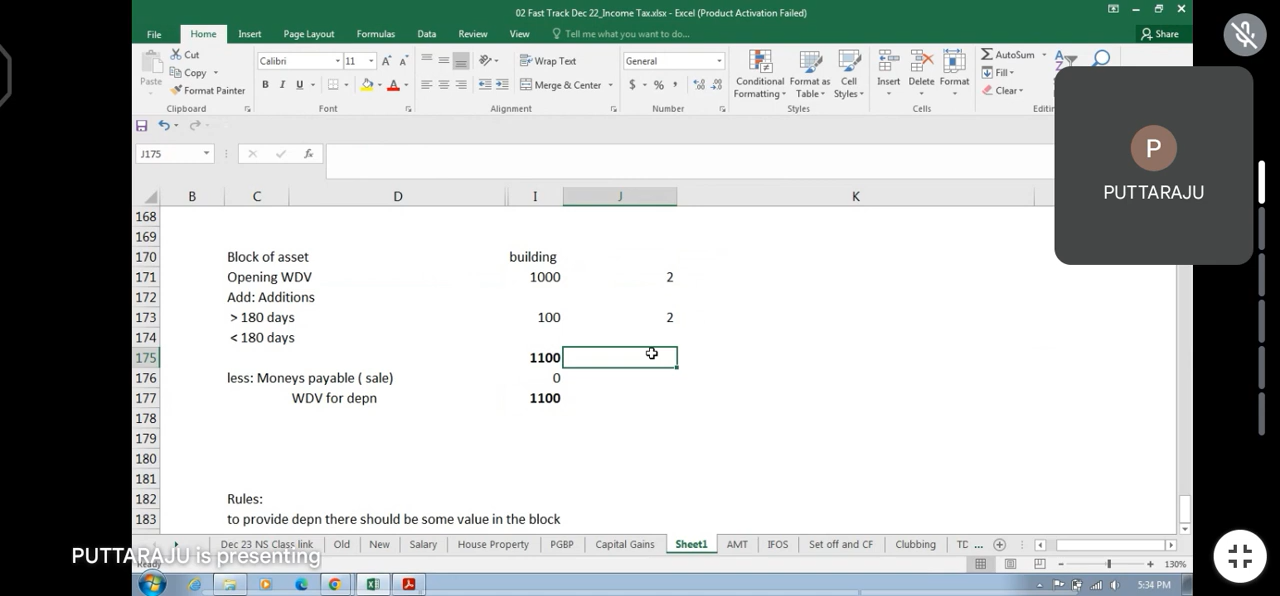 02 Fast Track Dec 22_Income Tax.xlsx - Excel (Product Activation Failed)
File Home Insert Page Layout Formulas Data Review View Tell me what you want to do... Share
Cut
Copy
Format Painter
Paste
Clipboard
Calibri 11
B I U
Font
Wrap Text
Merge & Center
Alignment
General
Number
Conditional Formatting
Format as Table
Cell Styles
Styles
Insert Delete Format
Cells
AutoSum
Fill
Clear
P
PUTTARAJU
J175
B C D I J K
168
169
170 Block of asset building
171 Opening WDV 1000 2
172 Add: Additions
173 > 180 days 100 2
174 < 180 days
175 1100
176 less: Moneys payable ( sale) 0
177 WDV for depn 1100
178
179
180
181
182 Rules:
183 to provide depn there should be some value in the block
Dec 23 NS Class link Old New Salary House Property PGBP Capital Gains Sheet1 AMT IFOS Set off and CF Clubbing
PUTTARAJU is presenting
130%
5:34 PM